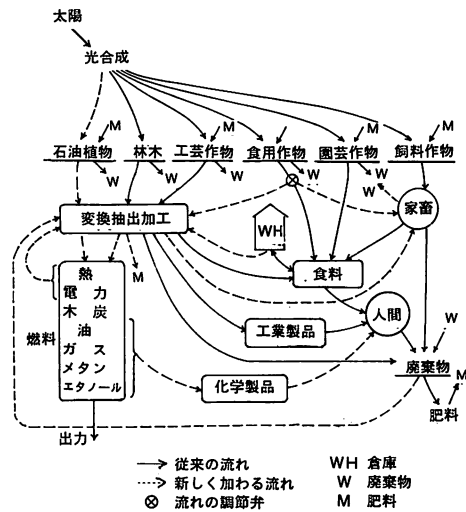 太陽
光合成
M M M M
石油植物 林木 工芸作物 食用作物 園芸作物 飼料作物
W W W W W W
変換抽出加工
家畜
WH
熱
M
食料
電力
木炭
人間
燃料
油
工業製品
ガス
W
メタン
廃棄物
エタノール
化学製品
M
肥料
出力
従来の流れ
WH 倉庫
新しく加わる流れ
W 廃棄物
流れの調節弁
M 肥料